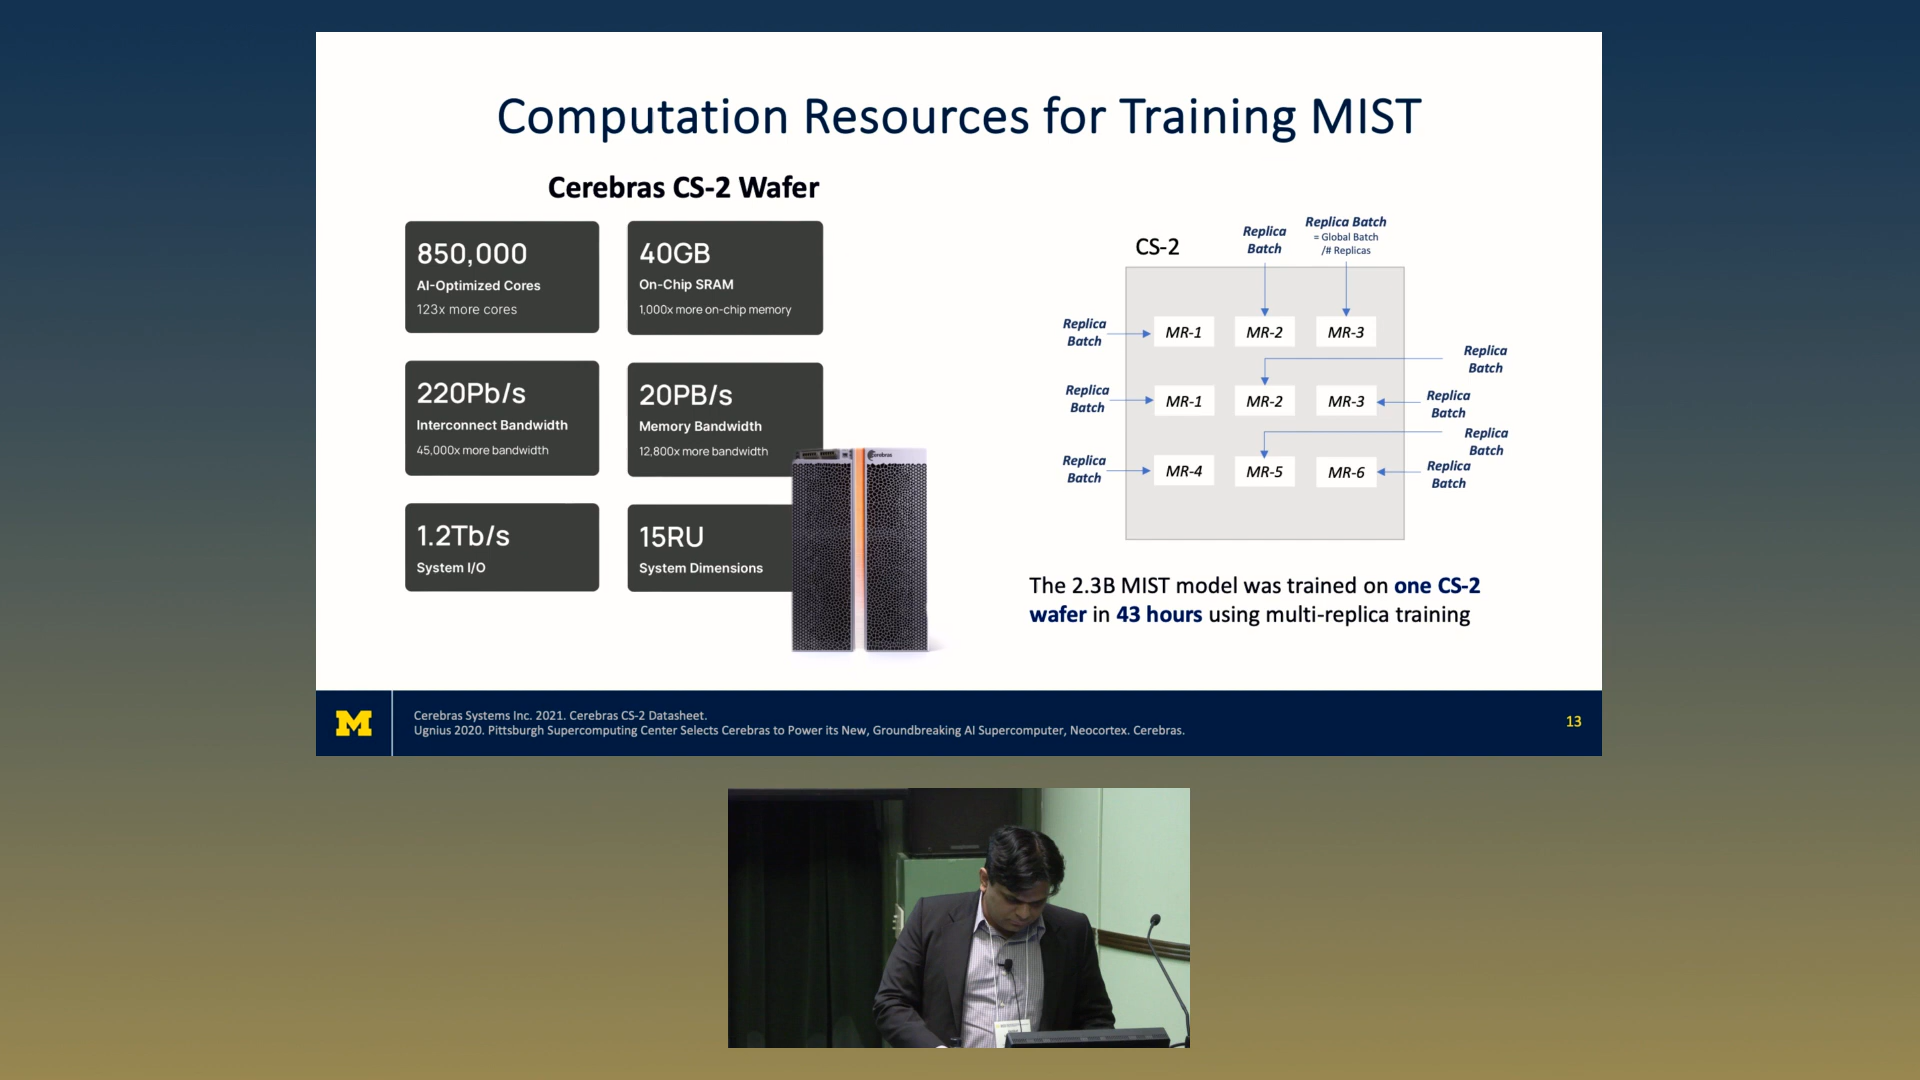 Computation Resources for Training MIST
Cerebras CS-2 Wafer
850,000
AI-Optimized Cores
123x more cores
40GB
On-Chip SRAM
1,000x more on-chip memory
220Pb/s
Interconnect Bandwidth
45,000x more bandwidth
20PB/s
Memory Bandwidth
12,800x more bandwidth
1.2Tb/s
System I/O
15RU
System Dimensions
cerebras
CS-2
Replica
Batch
Replica Batch
= Global Batch
/# Replicas
Replica
Batch
MR-1
MR-2
MR-3
Replica
Batch
Replica
Batch
MR-1
MR-2
MR-3
Replica
Batch
Replica
Batch
Replica
Batch
MR-4
MR-5
MR-6
Replica
Batch
The 2.3B MIST model was trained on one CS-2
wafer in 43 hours using multi-replica training
M
Cerebras Systems Inc. 2021. Cerebras CS-2 Datasheet.
Ugnius 2020. Pittsburgh Supercomputing Center Selects Cerebras to Power its New, Groundbreaking AI Supercomputer, Neocortex. Cerebras.
13